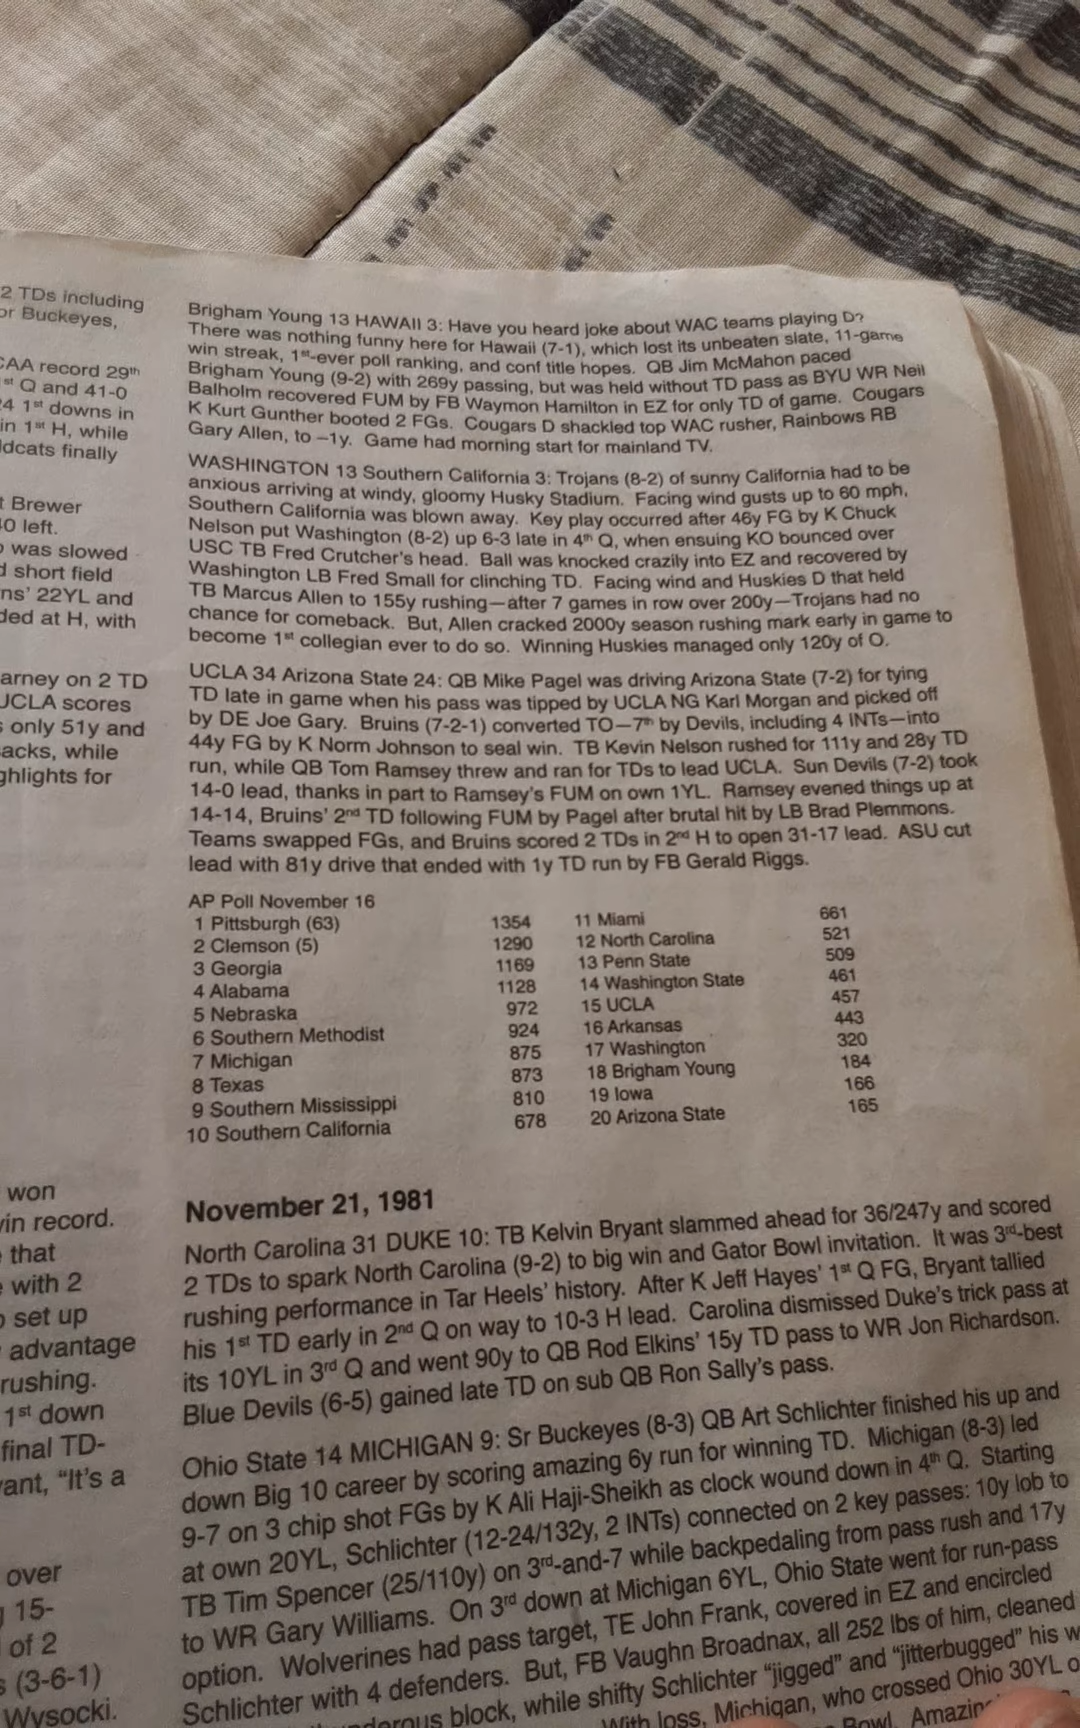 2 TDs including
or Buckeyes,
CAA record 29th
st Q and 41-0
24 1st downs in
in 1st H, while
ldcats finally
t Brewer
40 left.
was slowed
d short field
ns' 22YL and
ded at H, with
arney on 2 TD
UCLA scores
s only 51y and
acks, while
ghlights for
won
vin record.
that
with 2
set up
advantage
rushing.
1st down
final TD-
vant, "It's a
over
15-
of 2
s (3-6-1)
Wysocki.
Brigham Young 13 HAWAII 3: Have you heard joke about WAC teams playing D?
There was nothing funny here for Hawaii (7-1), which lost its unbeaten slate, 11-game
win streak, 1st-ever poll ranking, and conf title hopes. QB Jim McMahon paced
Brigham Young (9-2) with 269y passing, but was held without TD pass as BYU WR Neil
Balholm recovered FUM by FB Waymon Hamilton in EZ for only TD of game. Cougars
K Kurt Gunther booted 2 FGs. Cougars D shackled top WAC rusher, Rainbows RB
Gary Allen, to –1y. Game had morning start for mainland TV.
WASHINGTON 13 Southern California 3: Trojans (8-2) of sunny California had to be
anxious arriving at windy, gloomy Husky Stadium. Facing wind gusts up to 60 mph,
Southern California was blown away. Key play occurred after 46y FG by K Chuck
Nelson put Washington (8-2) up 6-3 late in 4th Q, when ensuing KO bounced over
USC TB Fred Crutcher's head. Ball was knocked crazily into EZ and recovered by
Washington LB Fred Small for clinching TD. Facing wind and Huskies D that held
TB Marcus Allen to 155y rushing—after 7 games in row over 200y—Trojans had no
chance for comeback. But, Allen cracked 2000y season rushing mark early in game to
become 1st collegian ever to do so. Winning Huskies managed only 120y of O.
UCLA 34 Arizona State 24: QB Mike Pagel was driving Arizona State (7-2) for tying
TD late in game when his pass was tipped by UCLA NG Karl Morgan and picked off
by DE Joe Gary. Bruins (7-2-1) converted TO—7th by Devils, including 4 INTs—into
44y FG by K Norm Johnson to seal win. TB Kevin Nelson rushed for 111y and 28y TD
run, while QB Tom Ramsey threw and ran for TDs to lead UCLA. Sun Devils (7-2) took
14-0 lead, thanks in part to Ramsey's FUM on own 1YL. Ramsey evened things up at
14-14, Bruins' 2nd TD following FUM by Pagel after brutal hit by LB Brad Plemmons.
Teams swapped FGs, and Bruins scored 2 TDs in 2nd H to open 31-17 lead. ASU cut
lead with 81y drive that ended with 1y TD run by FB Gerald Riggs.
AP Poll November 16
1 Pittsburgh (63) 1354 11 Miami 661
2 Clemson (5) 1290 12 North Carolina 521
3 Georgia 1169 13 Penn State 509
4 Alabama 1128 14 Washington State 461
5 Nebraska 972 15 UCLA 457
6 Southern Methodist 924 16 Arkansas 443
7 Michigan 875 17 Washington 320
8 Texas 873 18 Brigham Young 184
9 Southern Mississippi 810 19 Iowa 166
10 Southern California 678 20 Arizona State 165
November 21, 1981
North Carolina 31 DUKE 10: TB Kelvin Bryant slammed ahead for 36/247y and scored
2 TDs to spark North Carolina (9-2) to big win and Gator Bowl invitation. It was 3rd-best
rushing performance in Tar Heels' history. After K Jeff Hayes' 1st Q FG, Bryant tallied
his 1st TD early in 2nd Q on way to 10-3 H lead. Carolina dismissed Duke's trick pass at
its 10YL in 3rd Q and went 90y to QB Rod Elkins' 15y TD pass to WR Jon Richardson.
Blue Devils (6-5) gained late TD on sub QB Ron Sally's pass.
Ohio State 14 MICHIGAN 9: Sr Buckeyes (8-3) QB Art Schlichter finished his up and
down Big 10 career by scoring amazing 6y run for winning TD. Michigan (8-3) led
9-7 on 3 chip shot FGs by K Ali Haji-Sheikh as clock wound down in 4th Q. Starting
at own 20YL, Schlichter (12-24/132y, 2 INTs) connected on 2 key passes: 10y lob to
TB Tim Spencer (25/110y) on 3rd-and-7 while backpedaling from pass rush and 17y
to WR Gary Williams. On 3rd down at Michigan 6YL, Ohio State went for run-pass
option. Wolverines had pass target, TE John Frank, covered in EZ and encircled
Schlichter with 4 defenders. But, FB Vaughn Broadnax, all 252 lbs of him, cleaned
derous block, while shifty Schlichter "jigged" and "jitterbugged" his w
With loss, Michigan, who crossed Ohio 30YL o
Bowl. Amazin